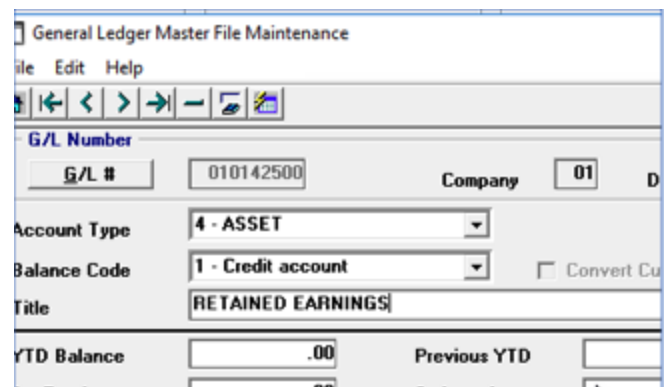 General Ledger Master File Maintenance
ile Edit Help
G/L Number
G/L # 010142500 Company 01 D
Account Type 4 - ASSET
Balance Code 1 - Credit account Convert Cu
Title RETAINED EARNINGS
YTD Balance .00 Previous YTD